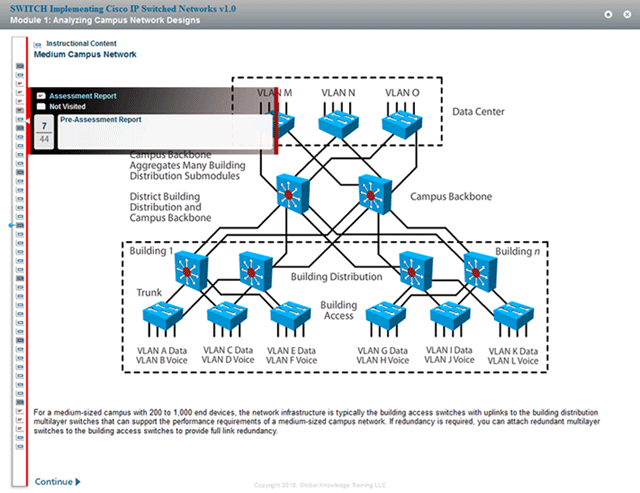 SWITCH Implementing Cisco IP Switched Networks v1.0
Module 1: Analyzing Campus Network Designs
Instructional Content
Medium Campus Network
Assessment Report
Not Visited
7
44
Pre-Assessment Report
VLAN M
VLAN N
VLAN O
Data Center
Campus Backbone
Aggregates Many Building
Distribution Submodules
District Building
Distribution and
Campus Backbone
Campus Backbone
Building 1
Building n
Building Distribution
Trunk
Building
Access
VLAN A Data
VLAN B Voice
VLAN C Data
VLAN D Voice
VLAN E Data
VLAN F Voice
VLAN G Data
VLAN H Voice
VLAN I Data
VLAN J Voice
VLAN K Data
VLAN L Voice
For a medium-sized campus with 200 to 1,000 end devices, the network infrastructure is typically the building access switches with uplinks to the building distribution
multilayer switches that can support the performance requirements of a medium-sized campus network. If redundancy is required, you can attach redundant multilayer
switches to the building access switches to provide full link redundancy.
Continue
Copyright 2010, Global Knowledge Training LLC